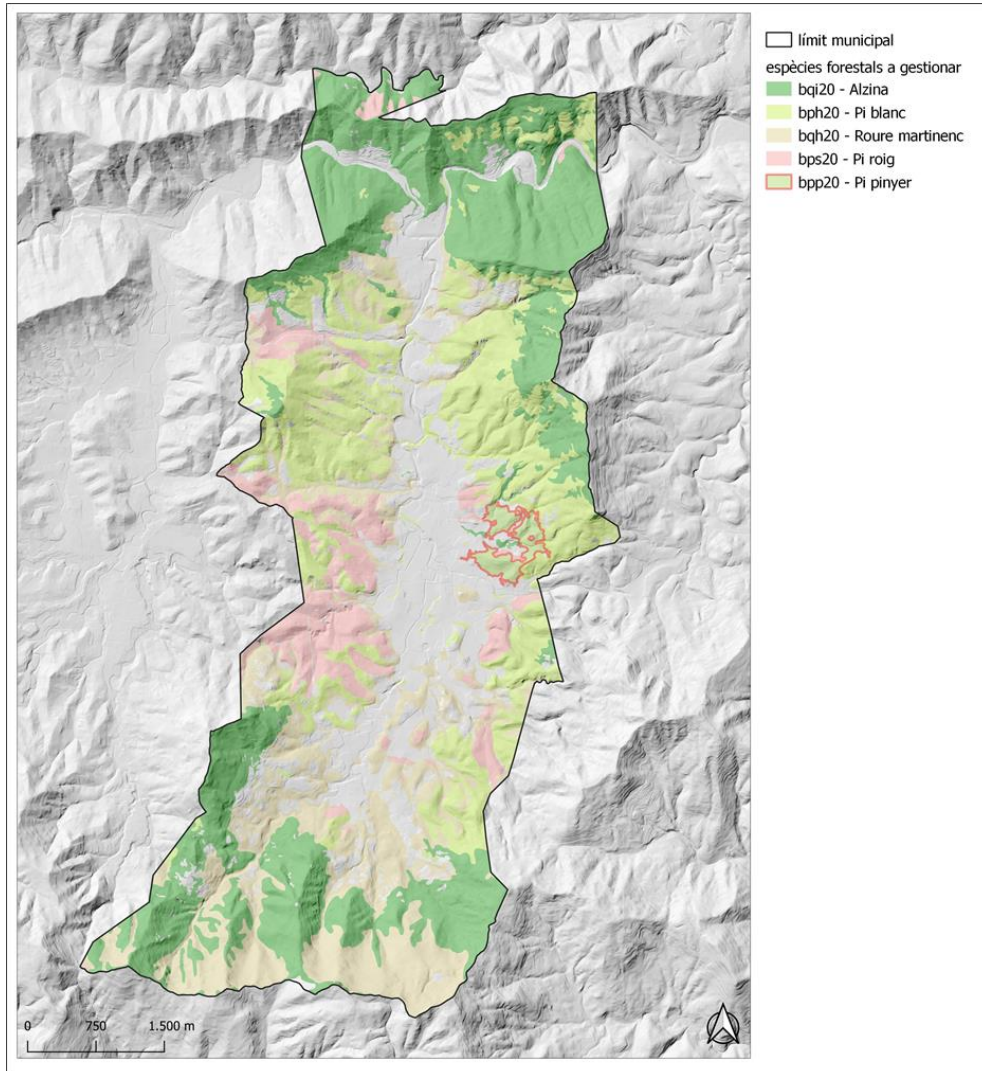 límit municipal
espècies forestals a gestionar
bqi20 - Alzina
bph20 - Pi blanc
bqh20 - Roure martinenc
bps20 - Pi roig
bpp20 - Pi pinyer
0 750 1.500 m